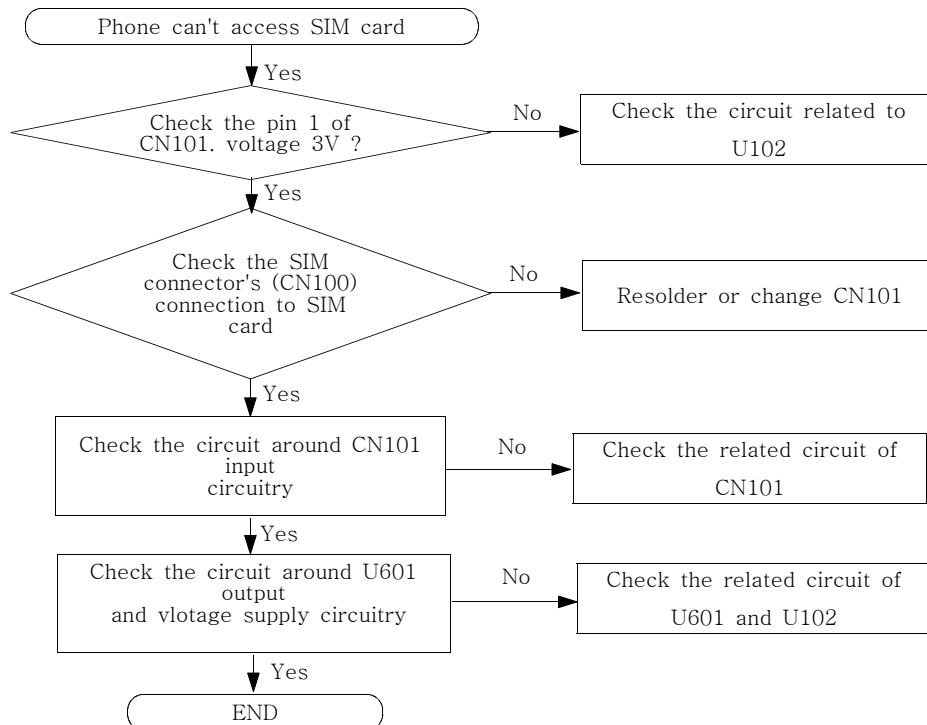 Phone can't access SIM card
Yes
Check the pin 1 of
CN101. voltage 3V ?
No
Check the circuit related to
U102
Yes
Check the SIM
connector's (CN100)
connection to SIM
card
No
Resolder or change CN101
Yes
Check the circuit around CN101
input
circuitry
No
Check the related circuit of
CN101
Yes
Check the circuit around U601
output
and vlotage supply circuitry
No
Check the related circuit of
U601 and U102
Yes
END